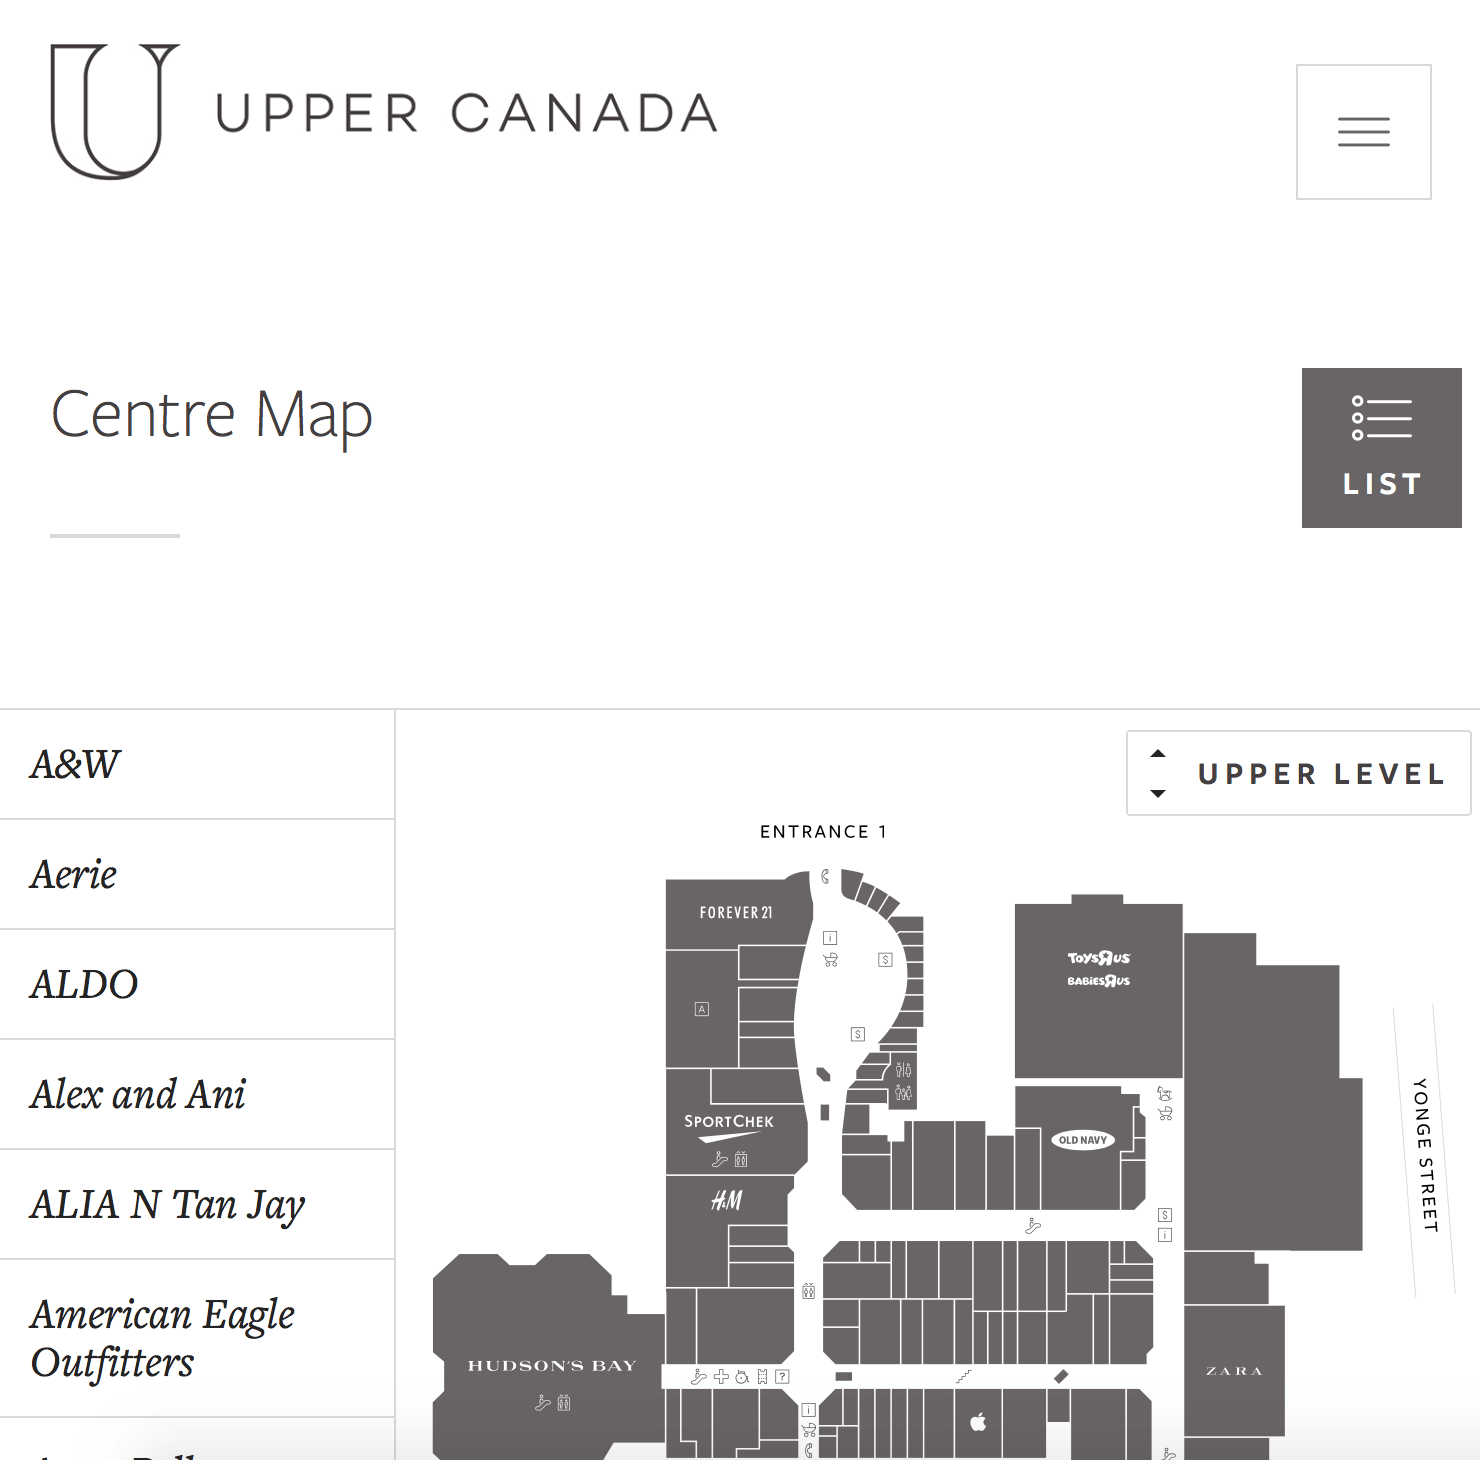 UPPER CANADA
Centre Map
LIST
A&W
Aerie
ALDO
Alex and Ani
ALIA N Tan Jay
American Eagle
Outfitters
UPPER LEVEL
ENTRANCE 1
FOREVER 21
i
$
A
$
SPORTCHEK
H&M
TOYSRUS
BABIESRUS
OLD NAVY
YONGE STREET
$
i
HUDSON'S BAY
?
i
ZARA